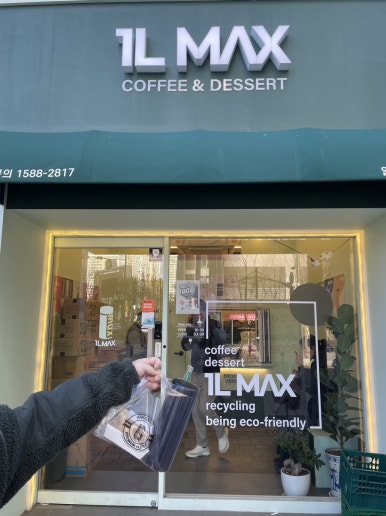 1L MAX
COFFEE & DESSERT
의 1588-2817
1L MAX
coffee
dessert
1L MAX
recycling
being eco-friendly